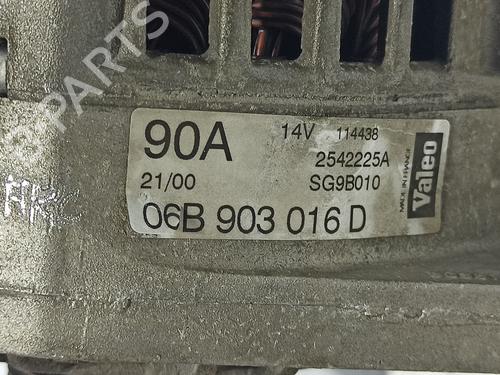 90A 14V 114438
2542225A
21/00 SG9B010
06B 903 016 D
MADE IN FRANCE
Valeo
PARTS